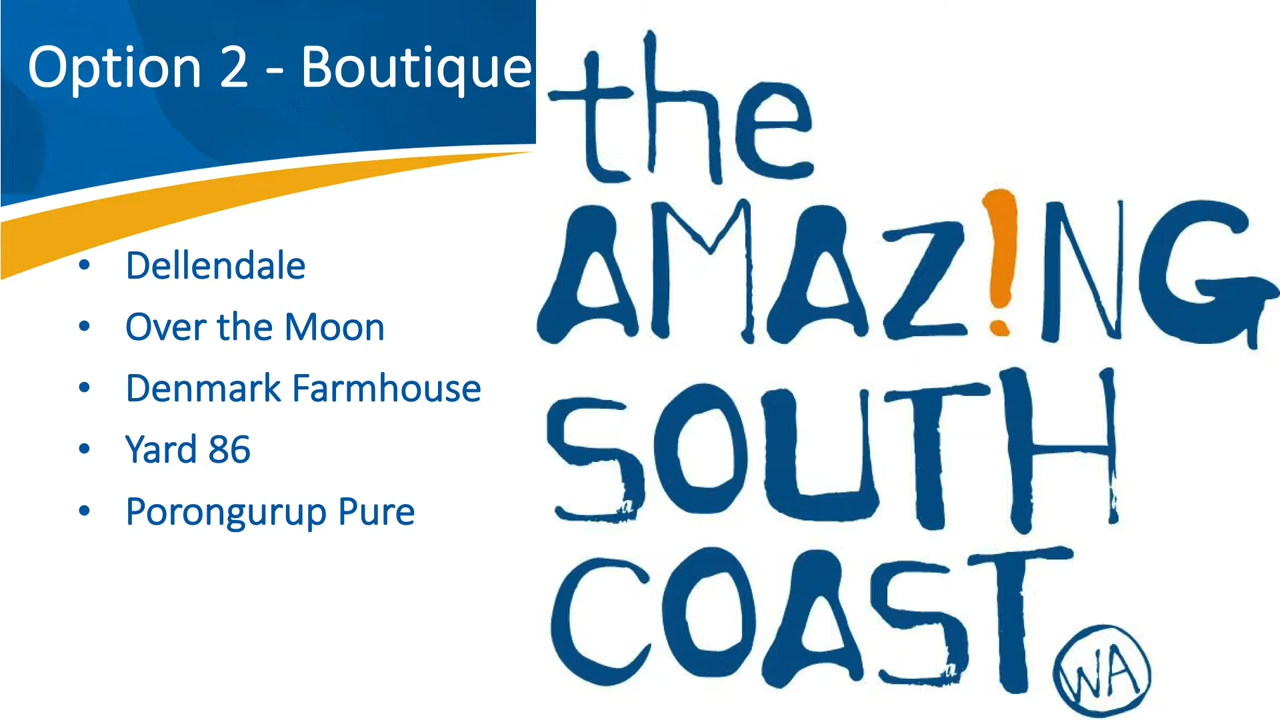 Option 2 - Boutique
Dellendale
Over the Moon
Denmark Farmhouse
Yard 86
Porongurup Pure
the
AMAZ!NG
SOUTH
COAST
WA